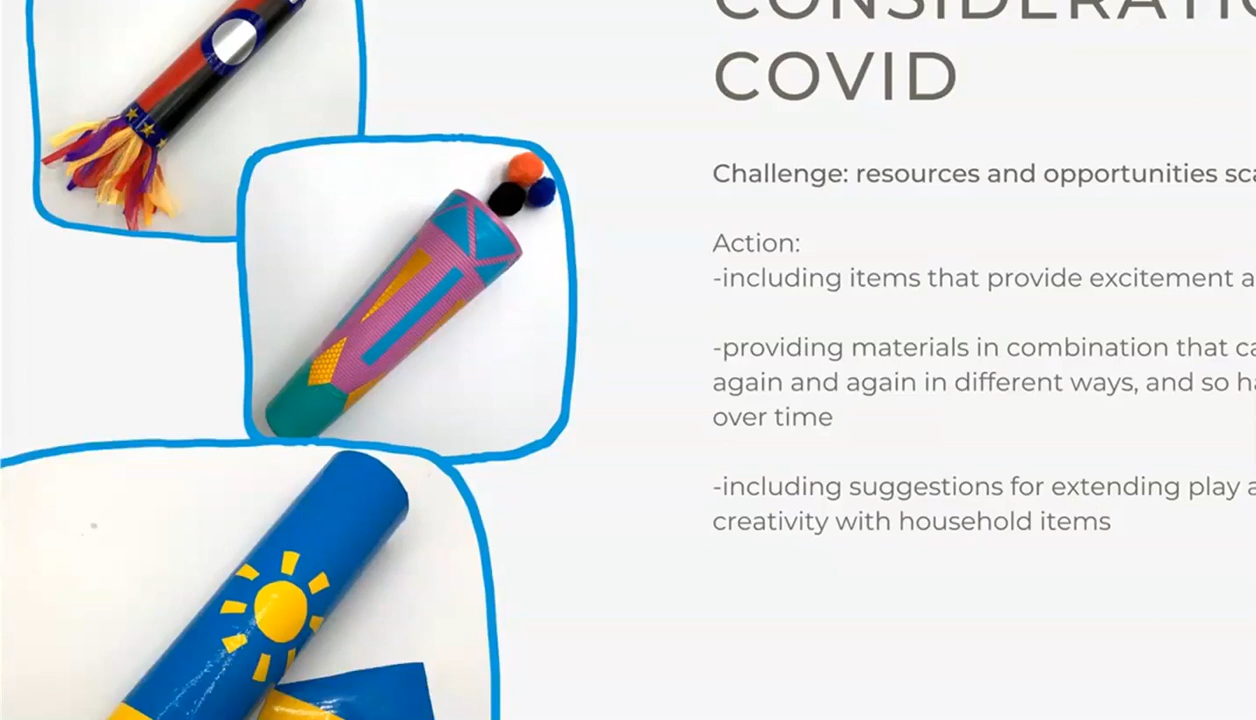 COVID
Challenge: resources and opportunities
Action:
-including items that provide excitement
-providing materials in combination that
again and again in different ways, and so
over time
-including suggestions for extending play
creativity with household items